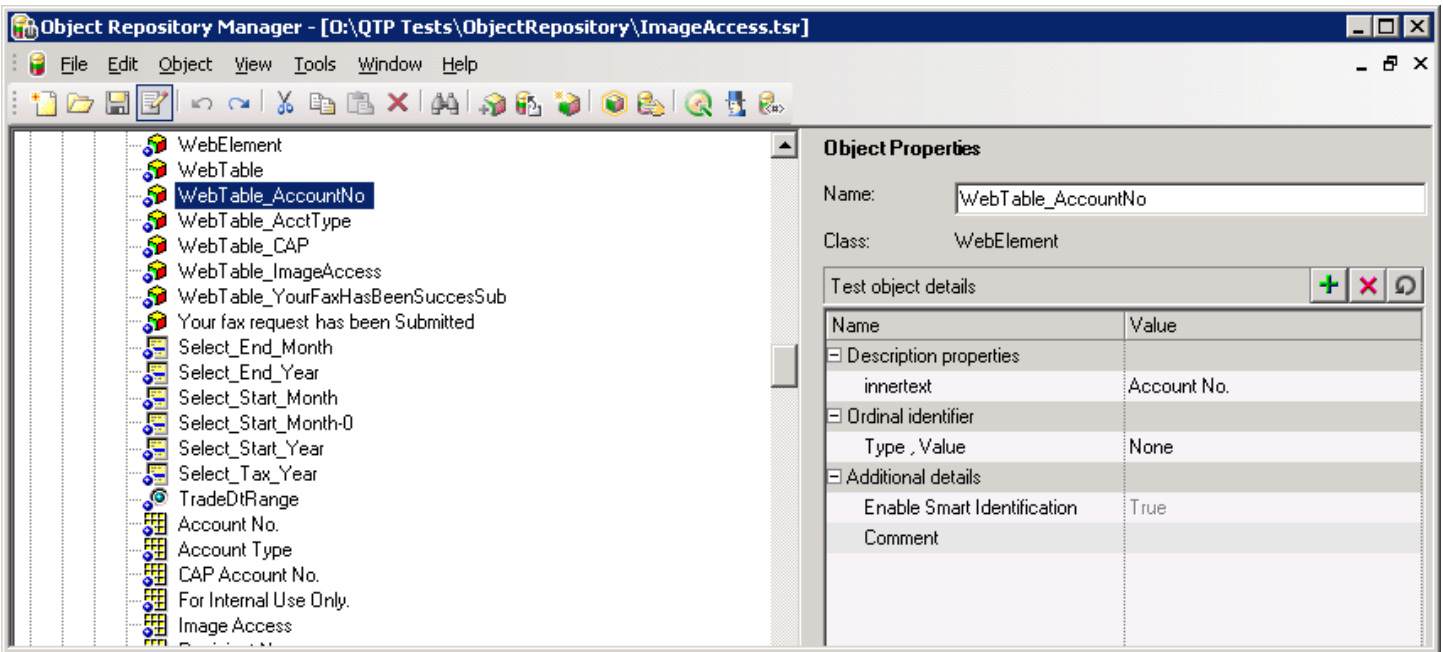 Object Repository Manager - [O:\QTP Tests\ObjectRepository\ImageAccess.tsr]
File Edit Object View Tools Window Help
WebElement
WebTable
WebTable_AccountNo
WebTable_AcctType
WebTable_CAP
WebTable_ImageAccess
WebTable_YourFaxHasBeenSuccesSub
Your fax request has been Submitted
Select_End_Month
Select_End_Year
Select_Start_Month
Select_Start_Month-0
Select_Start_Year
Select_Tax_Year
TradeDtRange
Account No.
Account Type
CAP Account No.
For Internal Use Only.
Image Access
Object Properties
Name: WebTable_AccountNo
Class: WebElement
Test object details
Name Value
Description properties
innertext Account No.
Ordinal identifier
Type , Value None
Additional details
Enable Smart Identification True
Comment